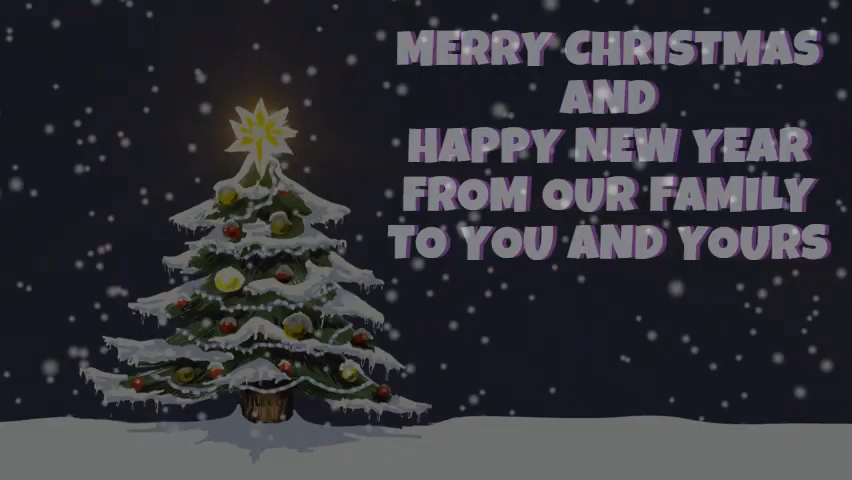 MERRY CHRISTMAS
AND
HAPPY NEW YEAR
FROM OUR FAMILY
TO YOU AND YOURS